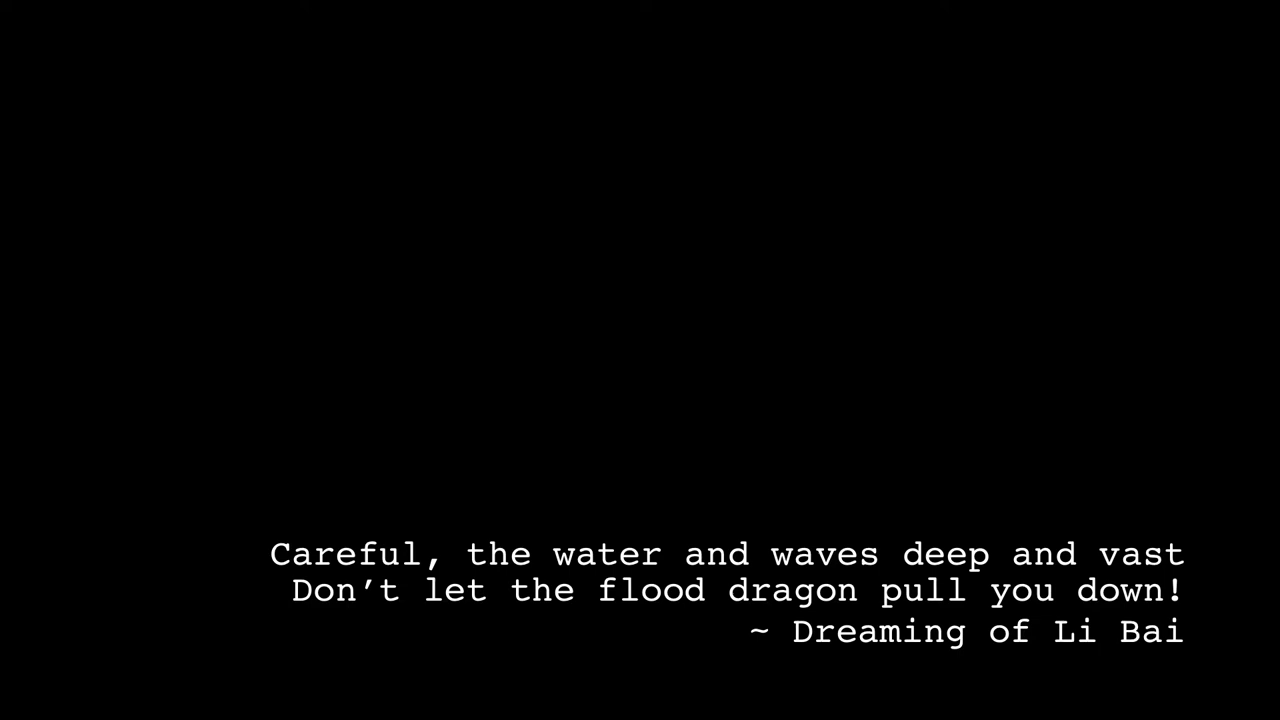 Careful, the water and waves deep and vast
Don’t let the flood dragon pull you down!
~ Dreaming of Li Bai